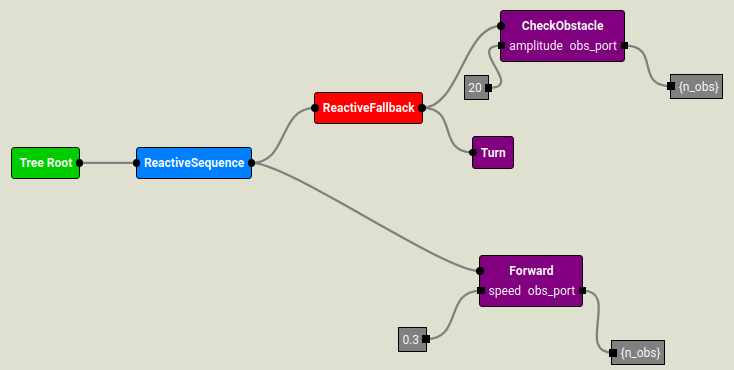 Tree Root
ReactiveSequence
ReactiveFallback
CheckObstacle
amplitude obs_port
20
{n_obs}
Turn
Forward
speed obs_port
0.3
{n_obs}